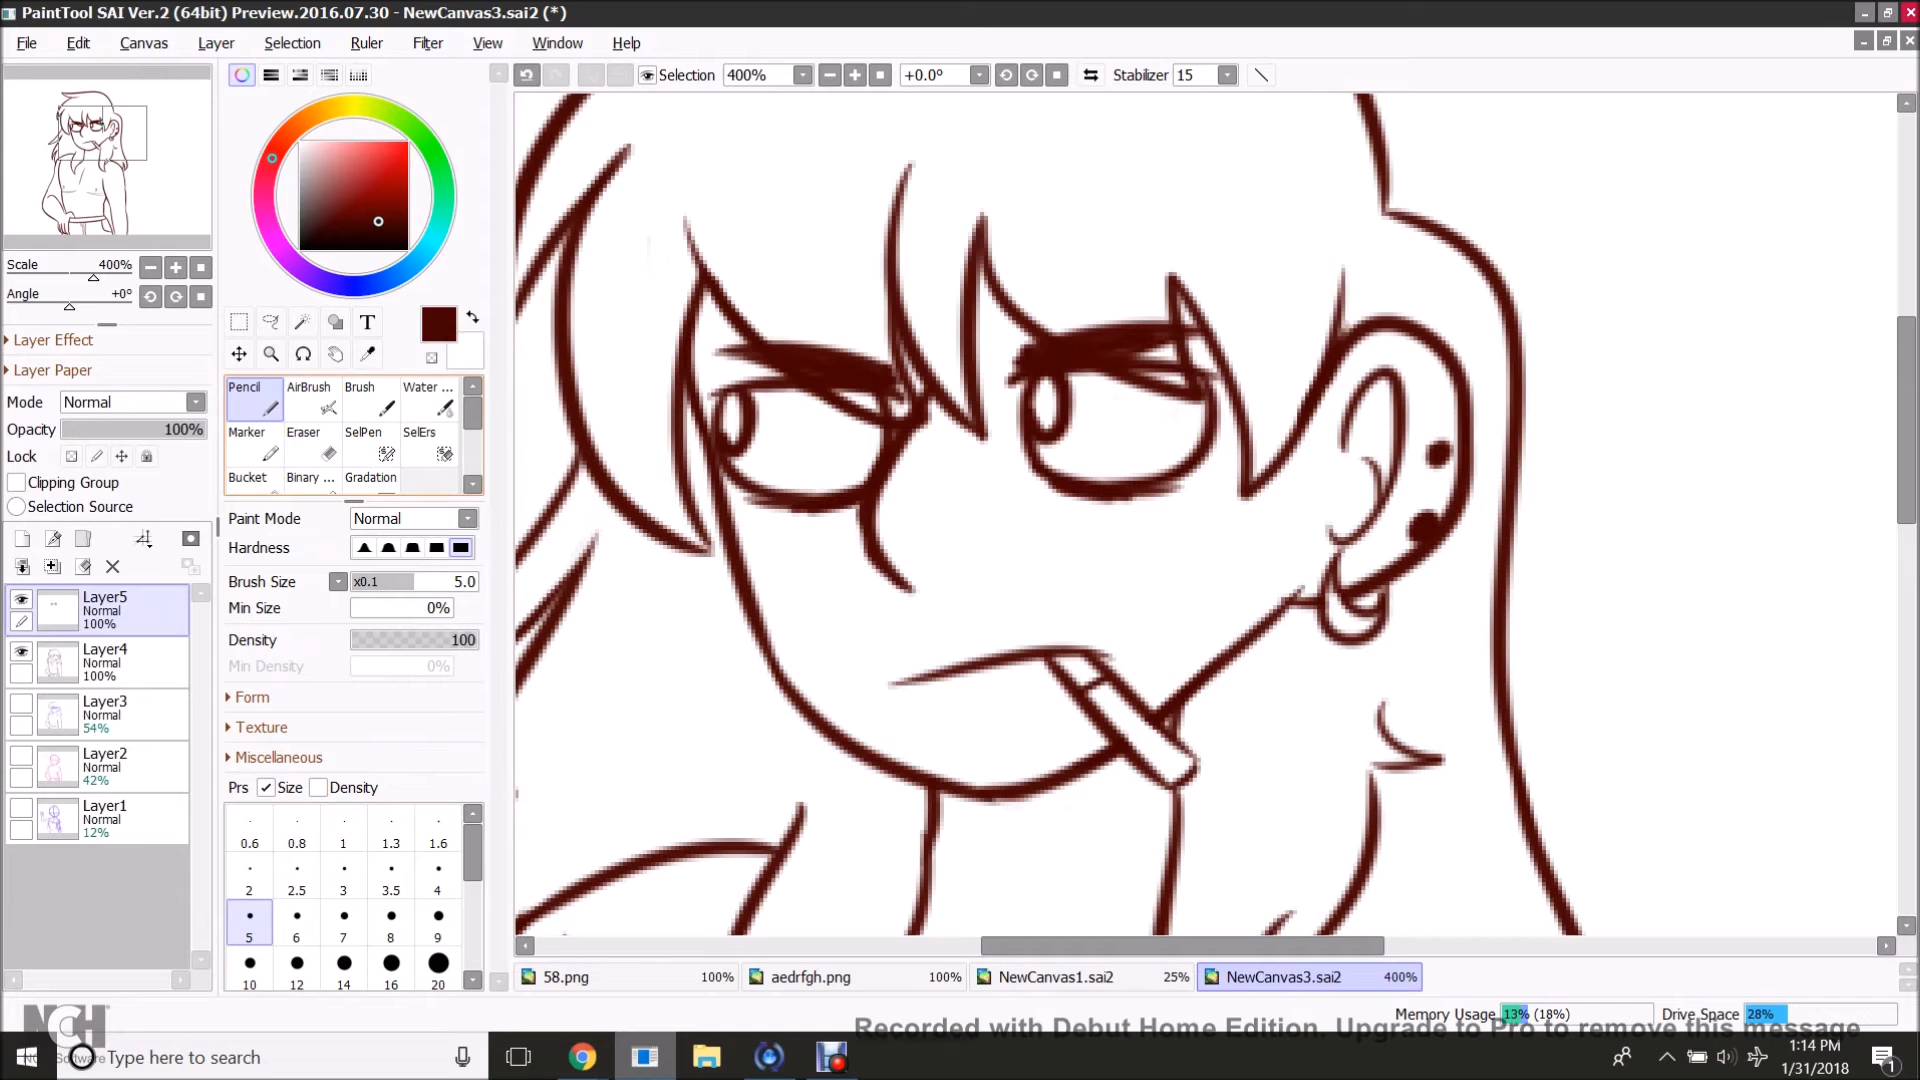 PaintTool SAI Ver.2 (64bit) Preview.2016.07.30 - NewCanvas3.sai2 (*)
File Edit Canvas Layer Selection Ruler Filter View Window Help
Selection 400% +0.0° Stabilizer 15
Scale 400%
Angle +0°
Layer Effect
Layer Paper
Mode Normal
Opacity 100%
Lock
Clipping Group
Selection Source
Layer5
Normal
100%
Layer4
Normal
100%
Layer3
Normal
54%
Layer2
Normal
42%
Layer1
Normal
12%
T
Pencil AirBrush Brush Water ...
Marker Eraser SelPen SelErs
Bucket Binary ... Gradation
Paint Mode Normal
Hardness
Brush Size x0.1 5.0
Min Size 0%
Density 100
Min Density 0%
Form
Texture
Miscellaneous
Prs Size Density
0.6 0.8 1 1.3 1.6
2 2.5 3 3.5 4
5 6 7 8 9
10 12 14 16 20
58.png 100% aedrfgh.png 100% NewCanvas1.sai2 25% NewCanvas3.sai2 400%
Memory Usage 13% (18%) Drive Space 28%
NCH
NCH Software
Recorded with Debut Home Edition. Upgrade to Pro to remove this message
Type here to search
1:14 PM
1/31/2018
1